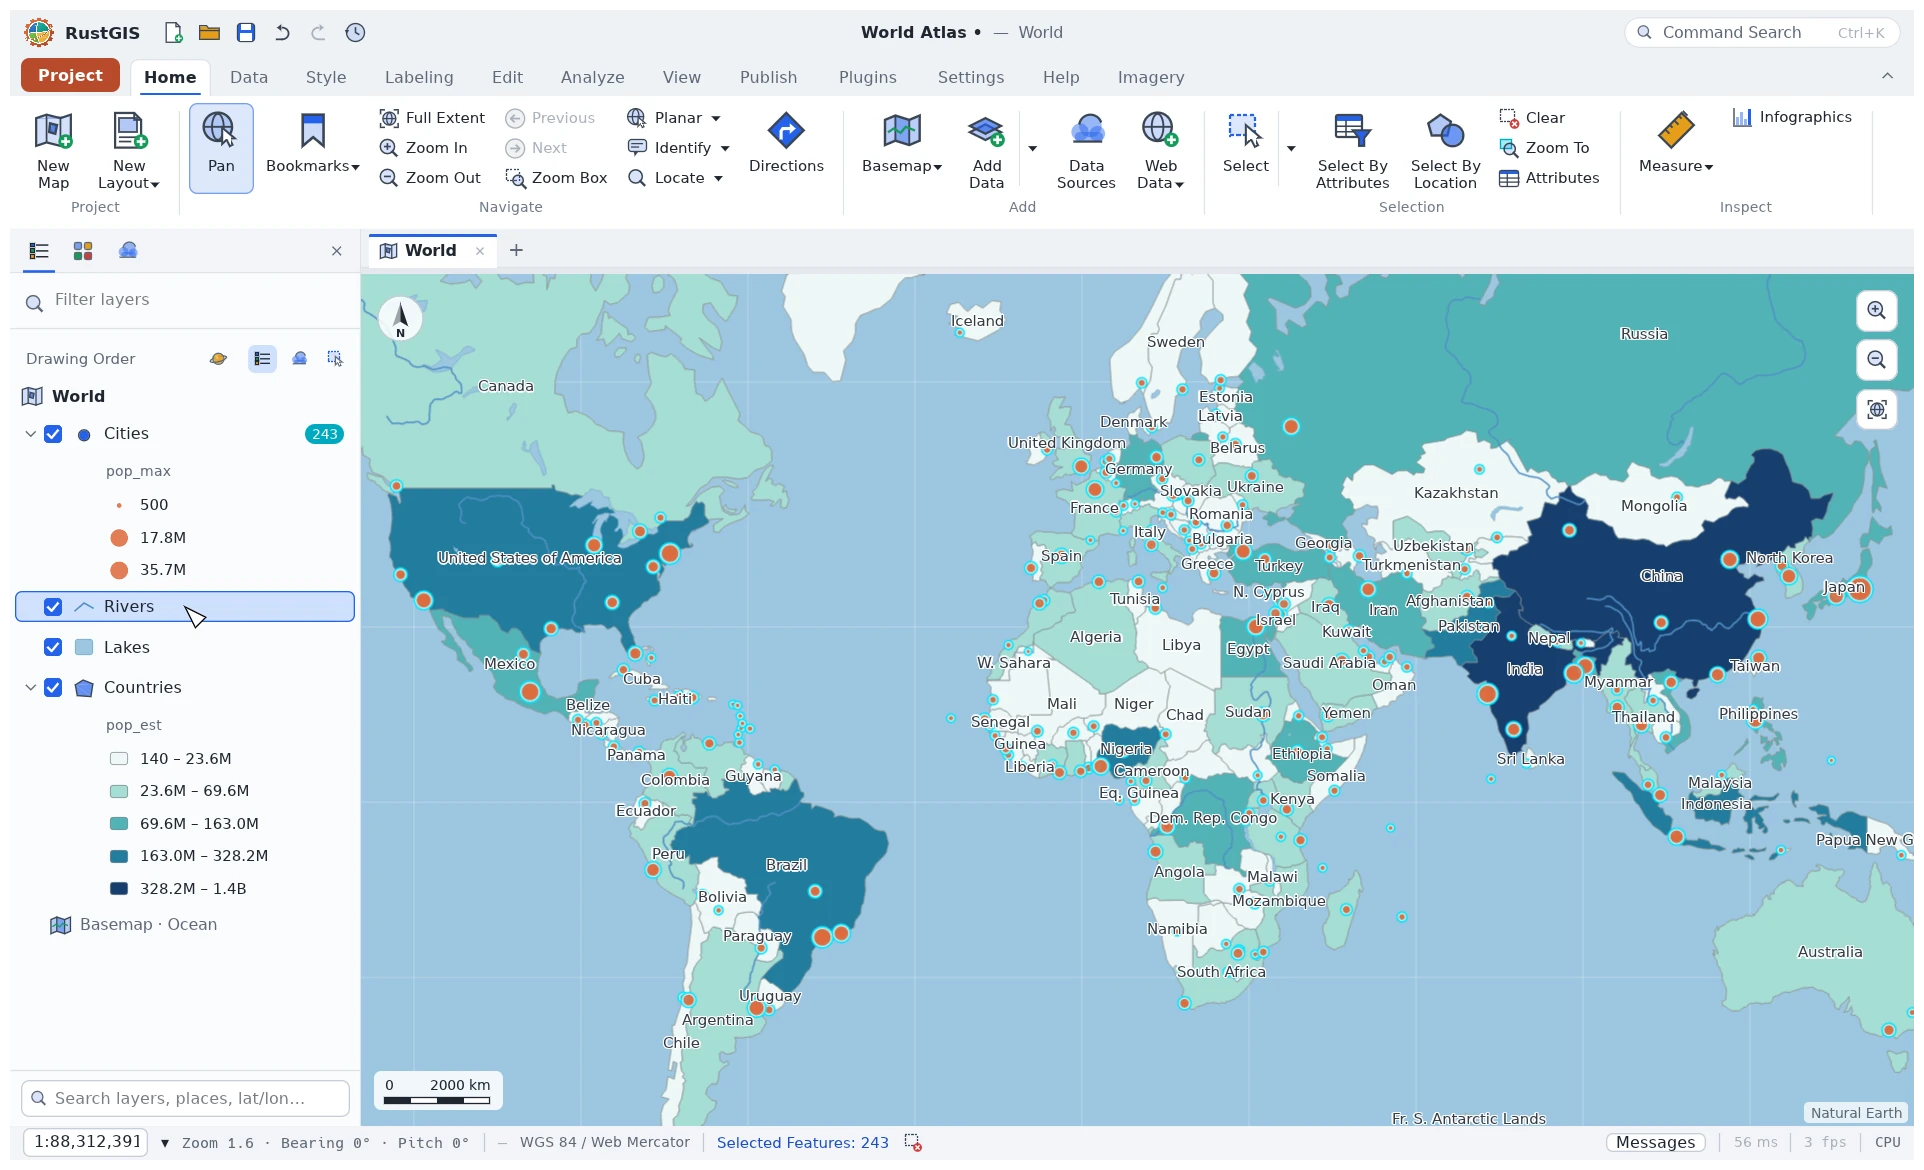 RustGIS
World Atlas • — World
Command Search Ctrl+K
Project Home Data Style Labeling Edit Analyze View Publish Plugins Settings Help Imagery
New Map
New Layout
Project
Pan
Bookmarks
Full Extent
Zoom In
Zoom Out
Previous
Next
Zoom Box
Planar
Identify
Locate
Directions
Navigate
Basemap
Add Data
Data Sources
Web Data
Add
Select
Select By Attributes
Select By Location
Clear
Zoom To
Attributes
Selection
Measure
Infographics
Inspect
Filter layers
Drawing Order
World
Cities 243
pop_max
500
17.8M
35.7M
Rivers
Lakes
Countries
pop_est
140 – 23.6M
23.6M – 69.6M
69.6M – 163.0M
163.0M – 328.2M
328.2M – 1.4B
Basemap · Ocean
Search layers, places, lat/lon...
World
N
Iceland
Russia
Sweden
Canada
Estonia
Latvia
Denmark
United Kingdom
Belarus
Germany
Ukraine
Slovakia
Kazakhstan
France
Mongolia
Romania
Italy
Bulgaria
Georgia
Uzbekistan
United States of America
Spain
Greece
Turkey
Turkmenistan
North Korea
China
Japan
Tunisia
N. Cyprus
Iraq
Iran
Afghanistan
Israel
Pakistan
Algeria
Libya
Egypt
Kuwait
Nepal
Mexico
W. Sahara
Saudi Arabia
India
Taiwan
Cuba
Oman
Myanmar
Haiti
Belize
Mali
Niger
Chad
Sudan
Yemen
Thailand
Philippines
Senegal
Nicaragua
Guinea
Nigeria
Ethiopia
Panama
Sri Lanka
Liberia
Cameroon
Colombia
Guyana
Somalia
Malaysia
Eq. Guinea
Kenya
Indonesia
Ecuador
Dem. Rep. Congo
Papua New G
Peru
Brazil
Angola
Malawi
Bolivia
Mozambique
Paraguay
Namibia
Australia
South Africa
Uruguay
Argentina
Chile
0 2000 km
Fr. S. Antarctic Lands
Natural Earth
1:88,312,391 Zoom 1.6 · Bearing 0° · Pitch 0° — WGS 84 / Web Mercator Selected Features: 243
Messages 56 ms 3 fps CPU